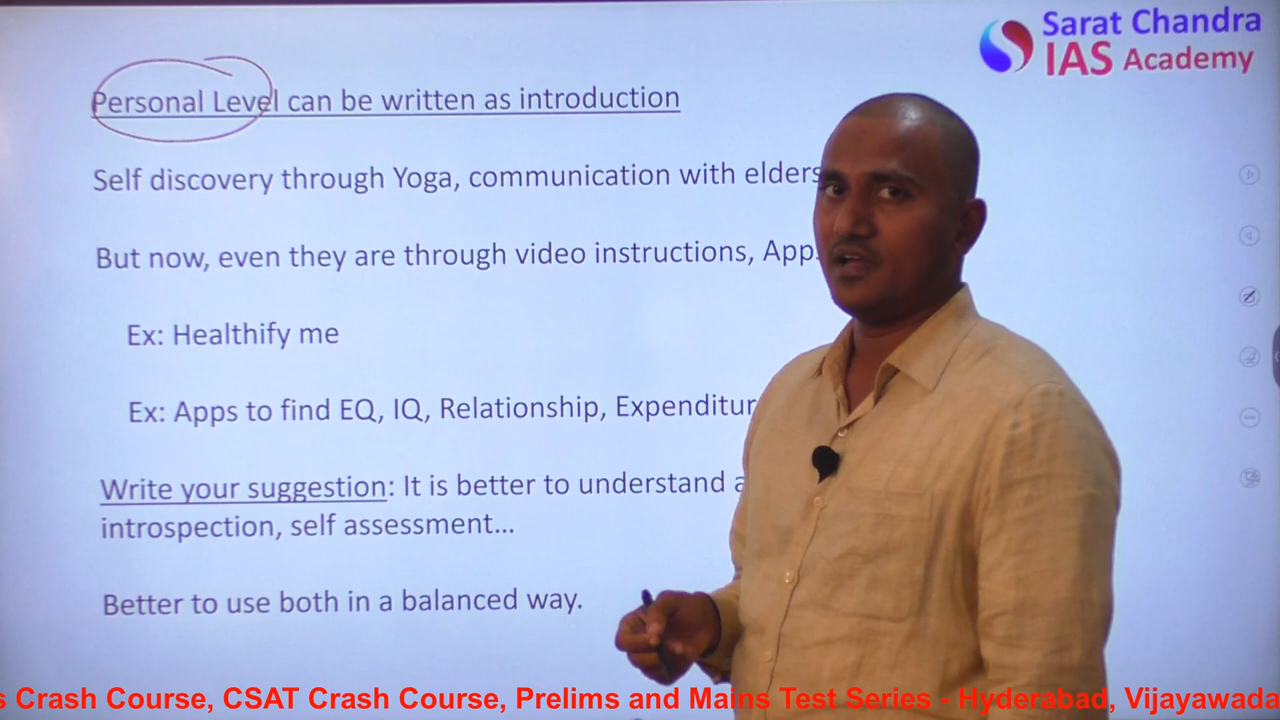 Sarat Chandra
IAS Academy
Personal Level can be written as introduction
Self discovery through Yoga, communication with elders
But now, even they are through video instructions, App
Ex: Healthify me
Ex: Apps to find EQ, IQ, Relationship, Expenditur
Write your suggestion: It is better to understand a
introspection, self assessment...
Better to use both in a balanced way.
s Crash Course, CSAT Crash Course, Prelims and Mains Test Series - Hyderabad, Vijayawada